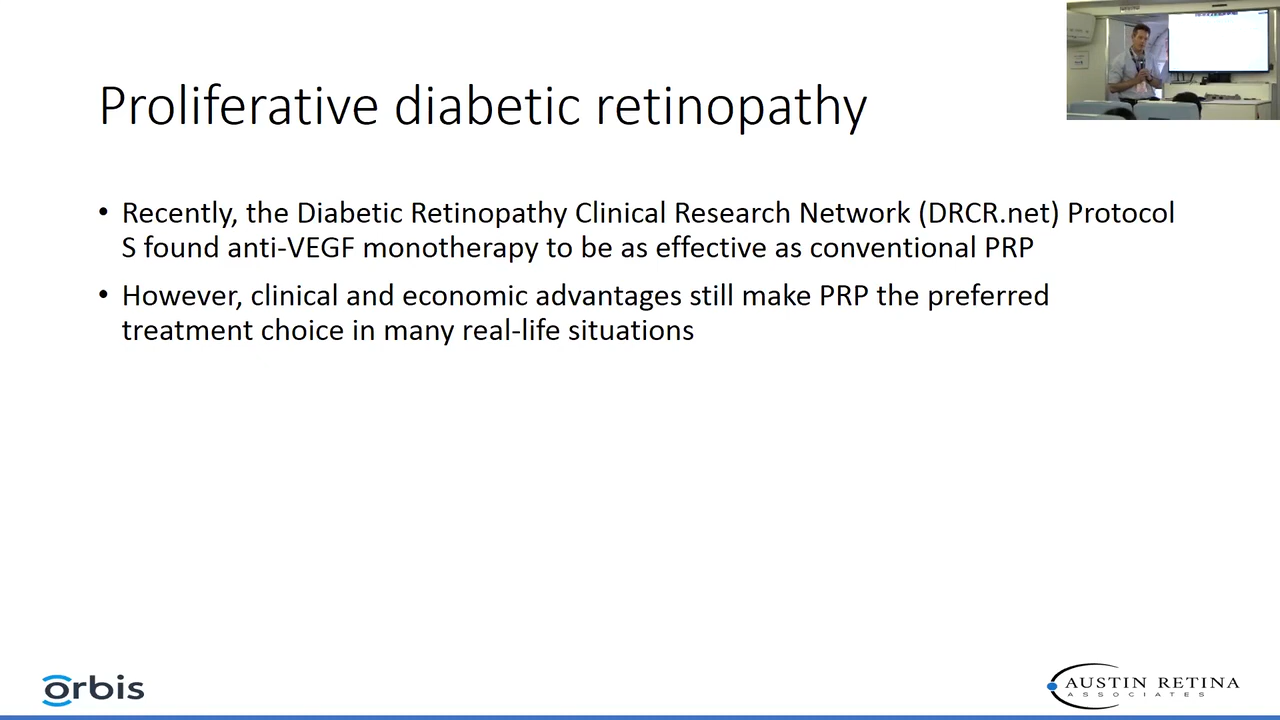 Proliferative diabetic retinopathy
• Recently, the Diabetic Retinopathy Clinical Research Network (DRCR.net) Protocol
S found anti-VEGF monotherapy to be as effective as conventional PRP
• However, clinical and economic advantages still make PRP the preferred
treatment choice in many real-life situations
orbis
AUSTIN RETINA
ASSOCIATES